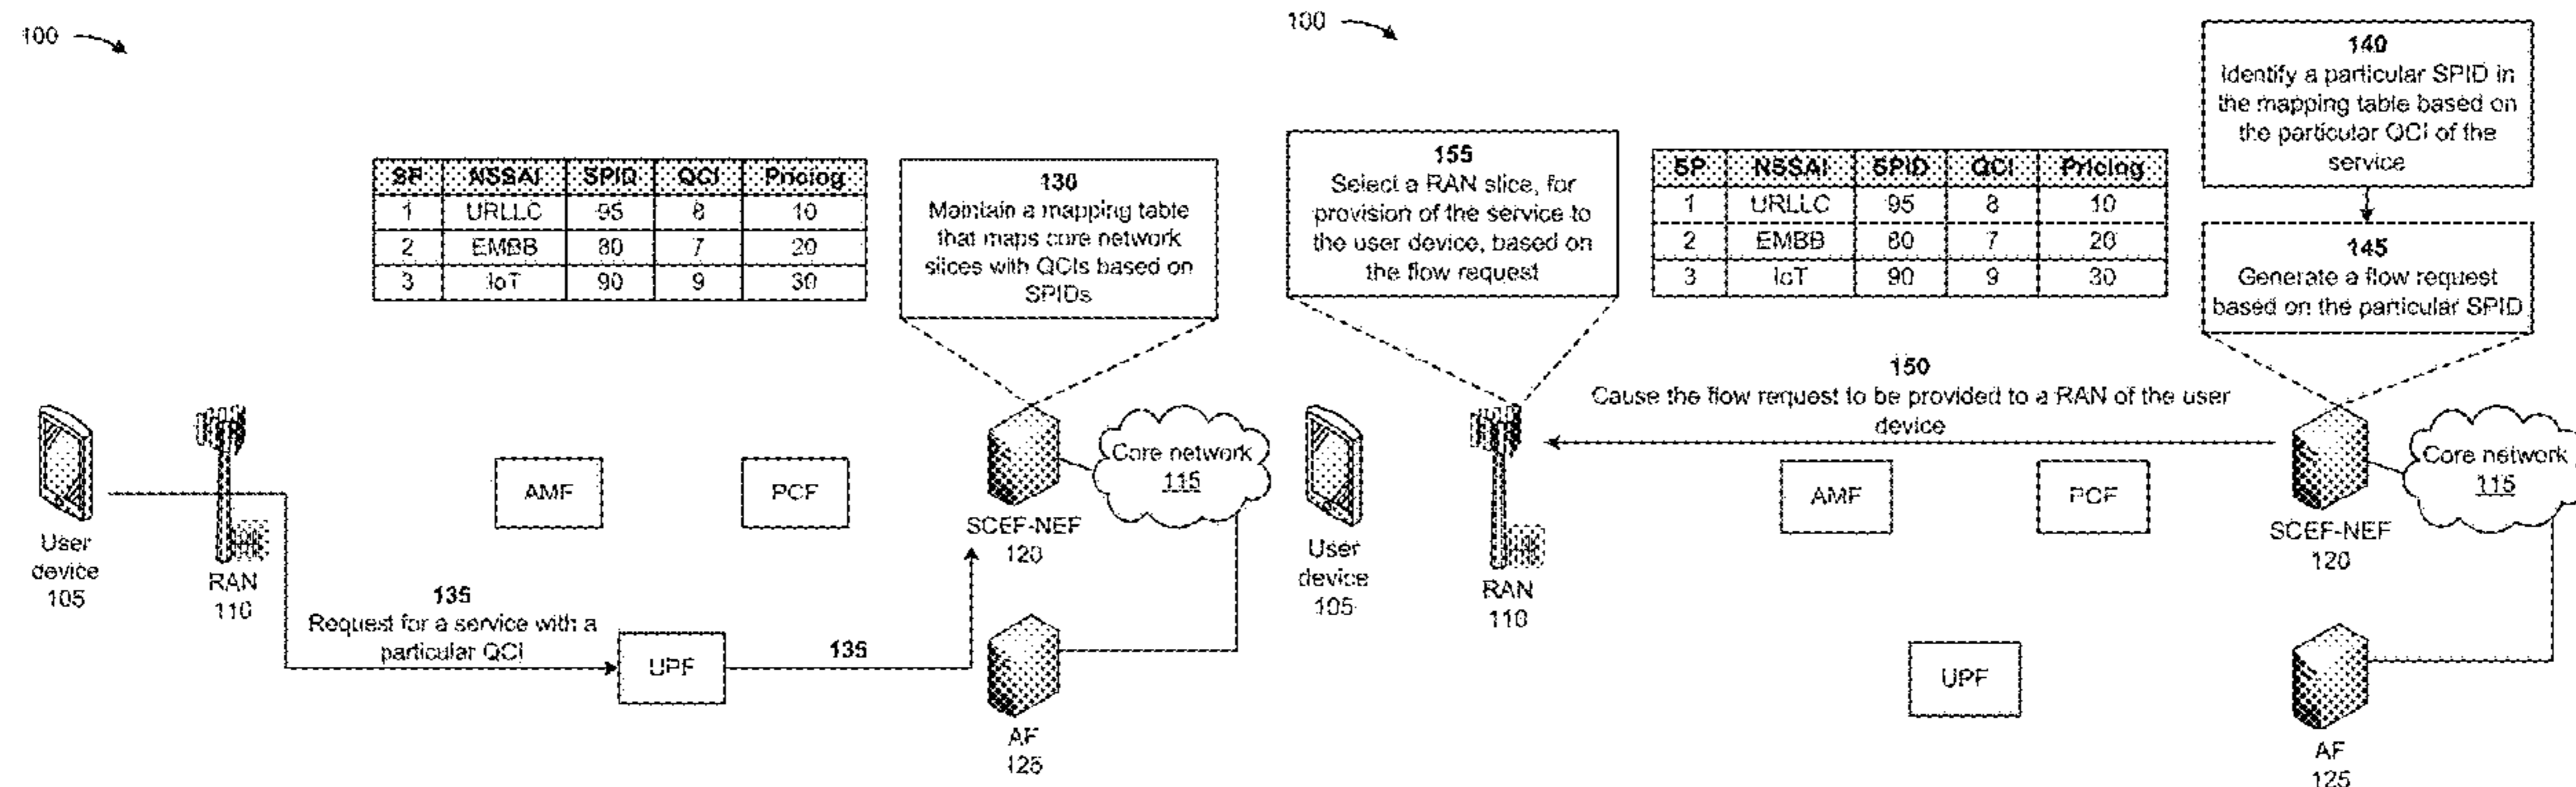 100
SP NSSAI SPID QCI Pricing
1 URLLC 95 8 10
2 EMBB 80 7 20
3 IoT 90 9 30
130
Maintain a mapping table
that maps core network
slices with QCIs based on
SPIDs
User
device
105
RAN
110
AMF
PCF
SCEF-NEF
120
Core network
115
135
Request for a service with a
particular QCI
UPF
135
AF
125
100
140
Identify a particular SPID in
the mapping table based on
the particular QCI of the
service
155
Select a RAN slice, for
provision of the service to
the user device, based on
the flow request
SP NSSAI SPID QCI Pricing
1 URLLC 95 8 10
2 EMBB 80 7 20
3 IoT 90 9 30
145
Generate a flow request
based on the particular SPID
150
Cause the flow request to be provided to a RAN of the user
device
User
device
105
RAN
110
AMF
PCF
SCEF-NEF
120
Core network
115
UPF
AF
125